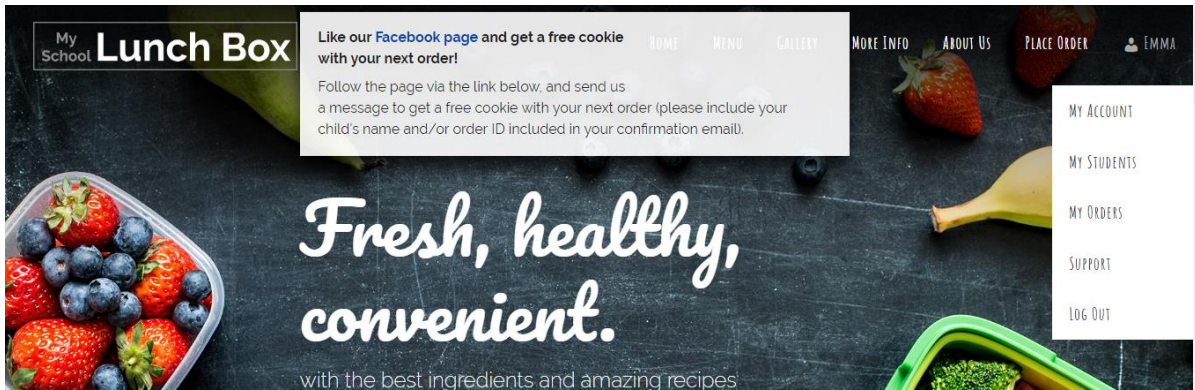 My
School Lunch Box
Like our Facebook page and get a free cookie
with your next order!
Follow the page via the link below, and send us
a message to get a free cookie with your next order (please include your
child's name and/or order ID included in your confirmation email).
Home Menu Gallery More Info About Us Place Order Emma
My Account
My Students
My Orders
Support
Log Out
Fresh, healthy,
convenient.
with the best ingredients and amazing recipes